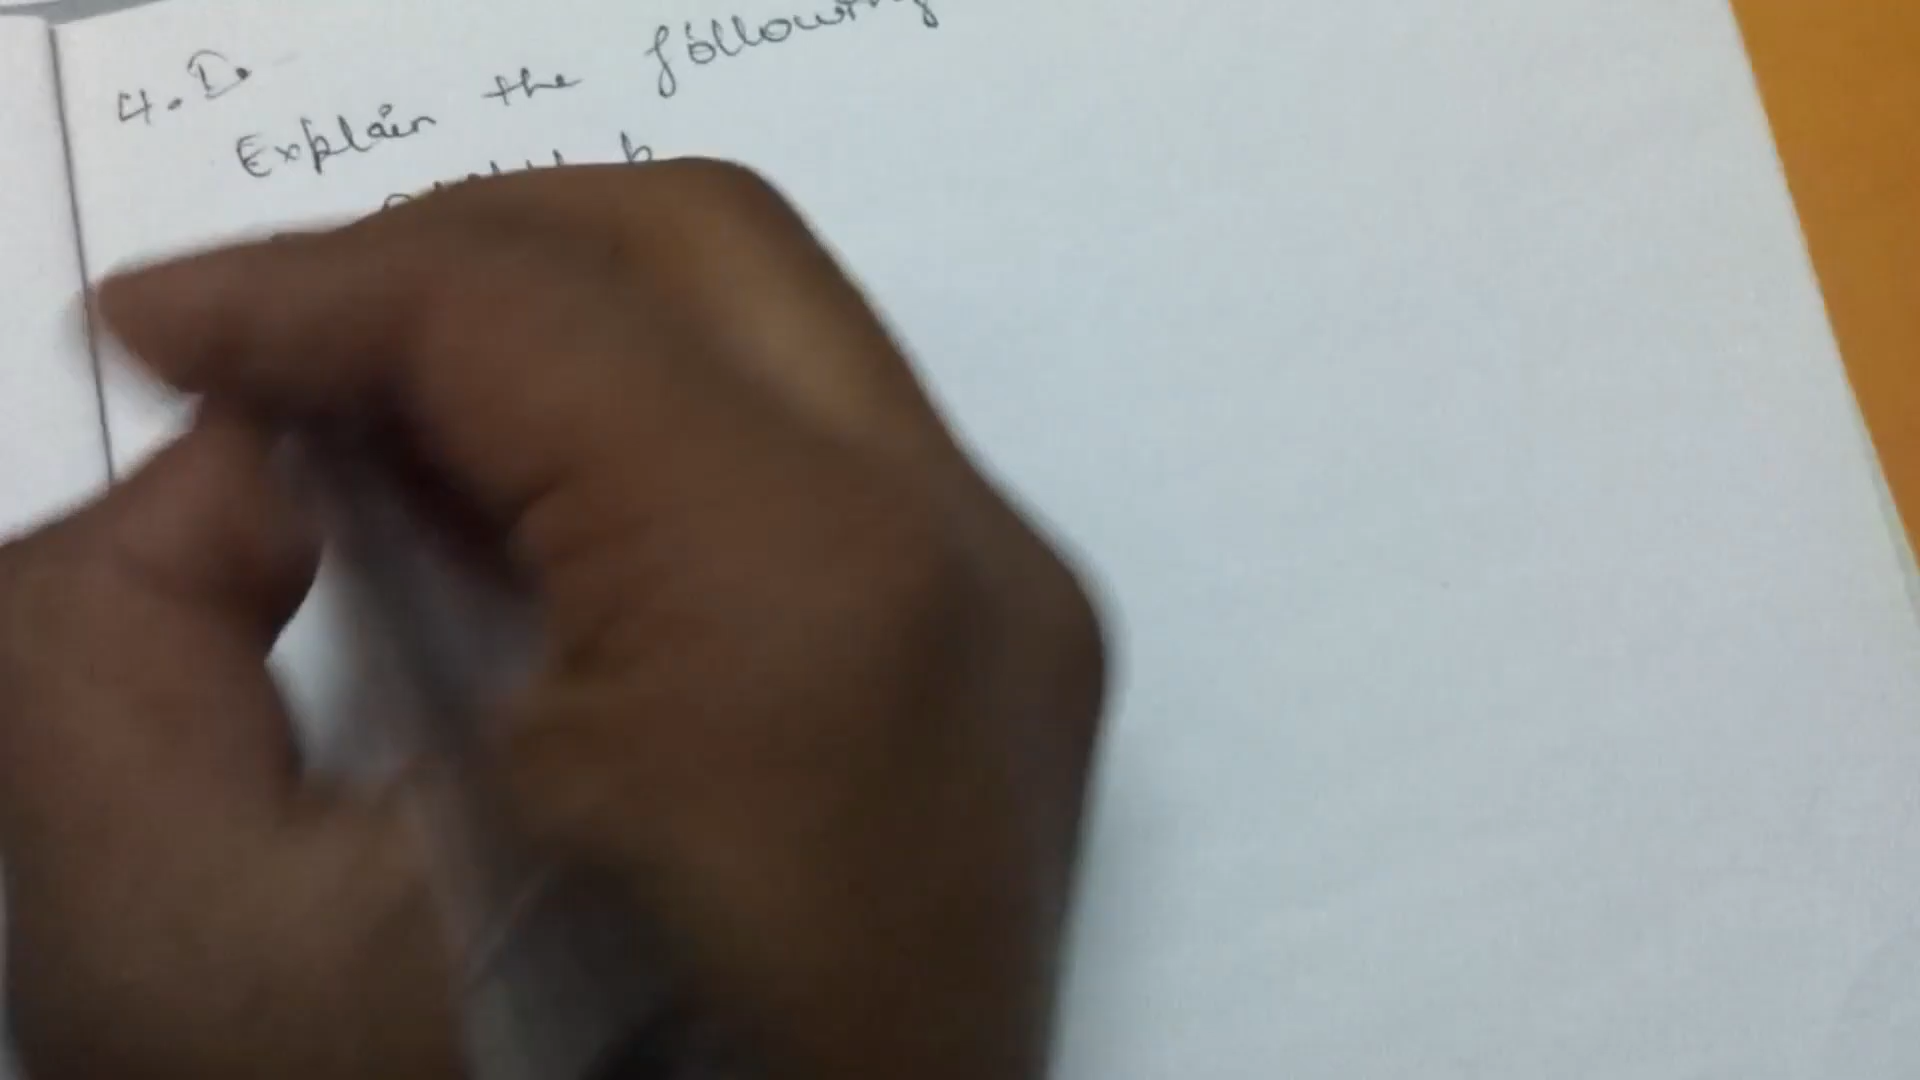 4. D.
Explain the following